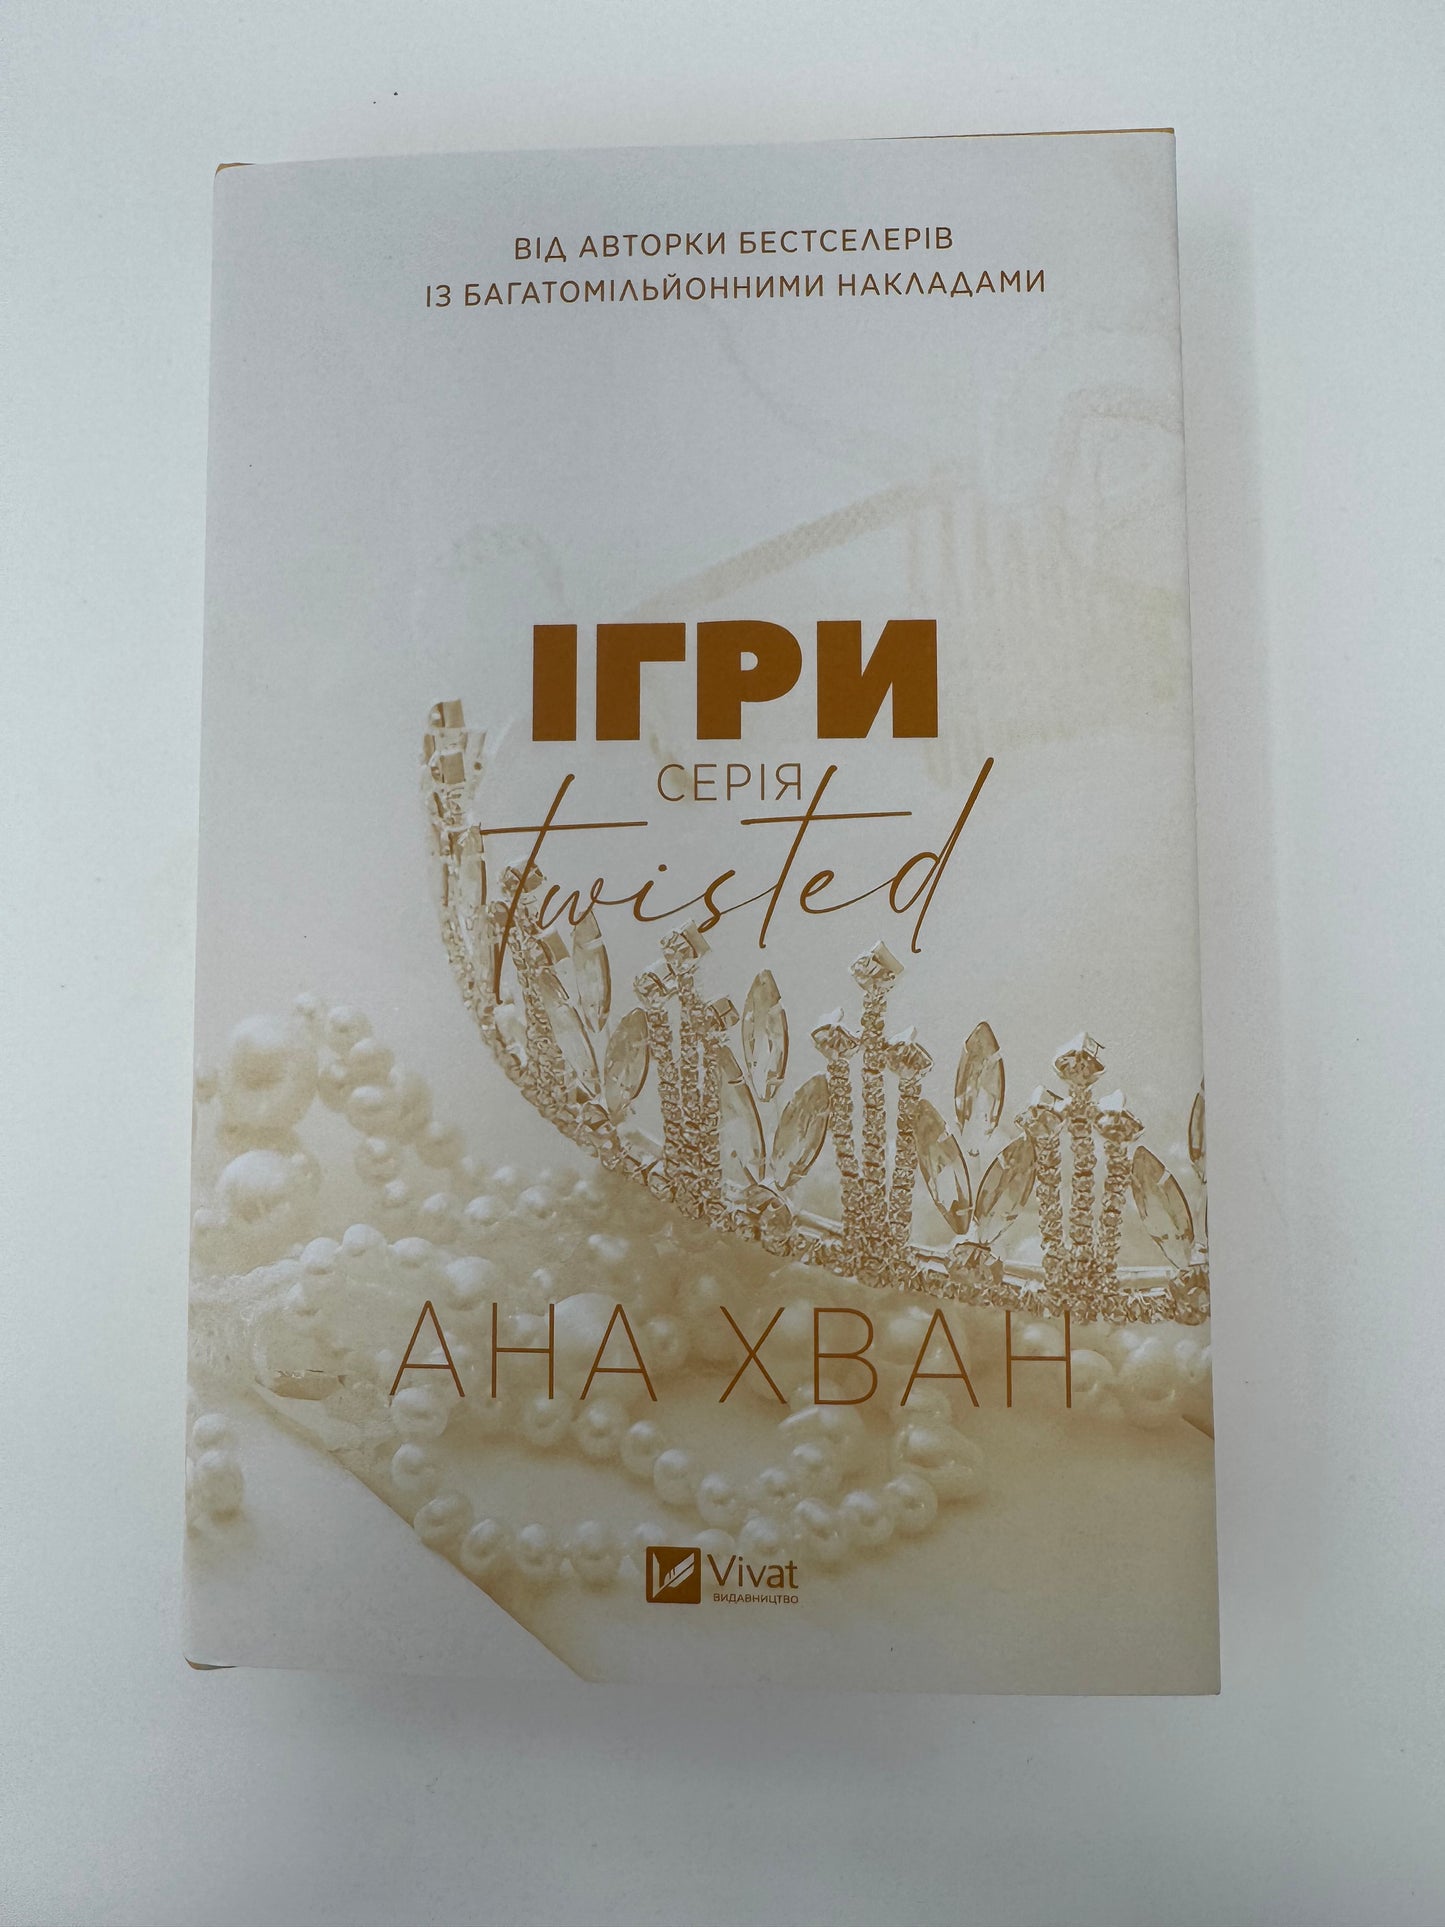 ВІД АВТОРКИ БЕСТСЕЛЕРІВ
ІЗ БАГАТОМІЛЬЙОННИМИ НАКЛАДАМИ
ІГРИ
СЕРІЯ
twisted
АНА ХВАН
Vivat
ВИДАВНИЦТВО